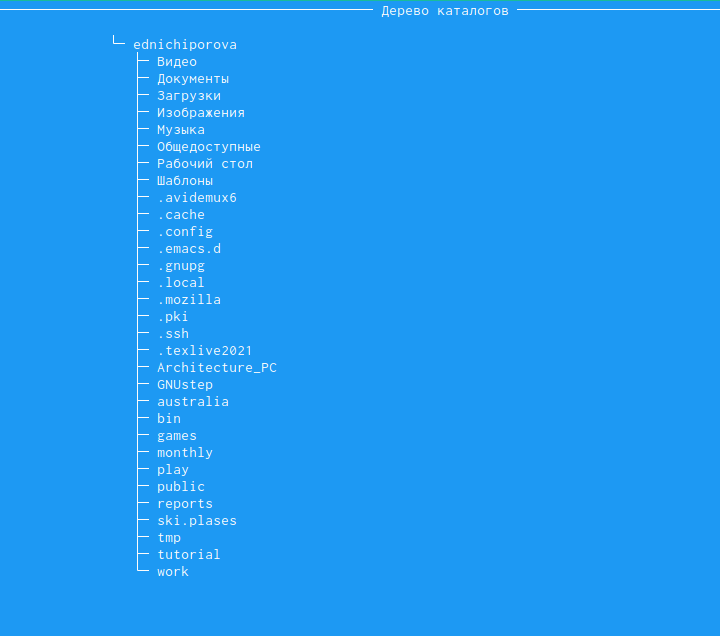 Дерево каталогов
ednichiporova
Видео
Документы
Загрузки
Изображения
Музыка
Общедоступные
Рабочий стол
Шаблоны
.avidemux6
.cache
.config
.emacs.d
.gnupg
.local
.mozilla
.pki
.ssh
.texlive2021
Architecture_PC
GNUstep
australia
bin
games
monthly
play
public
reports
ski.plases
tmp
tutorial
work